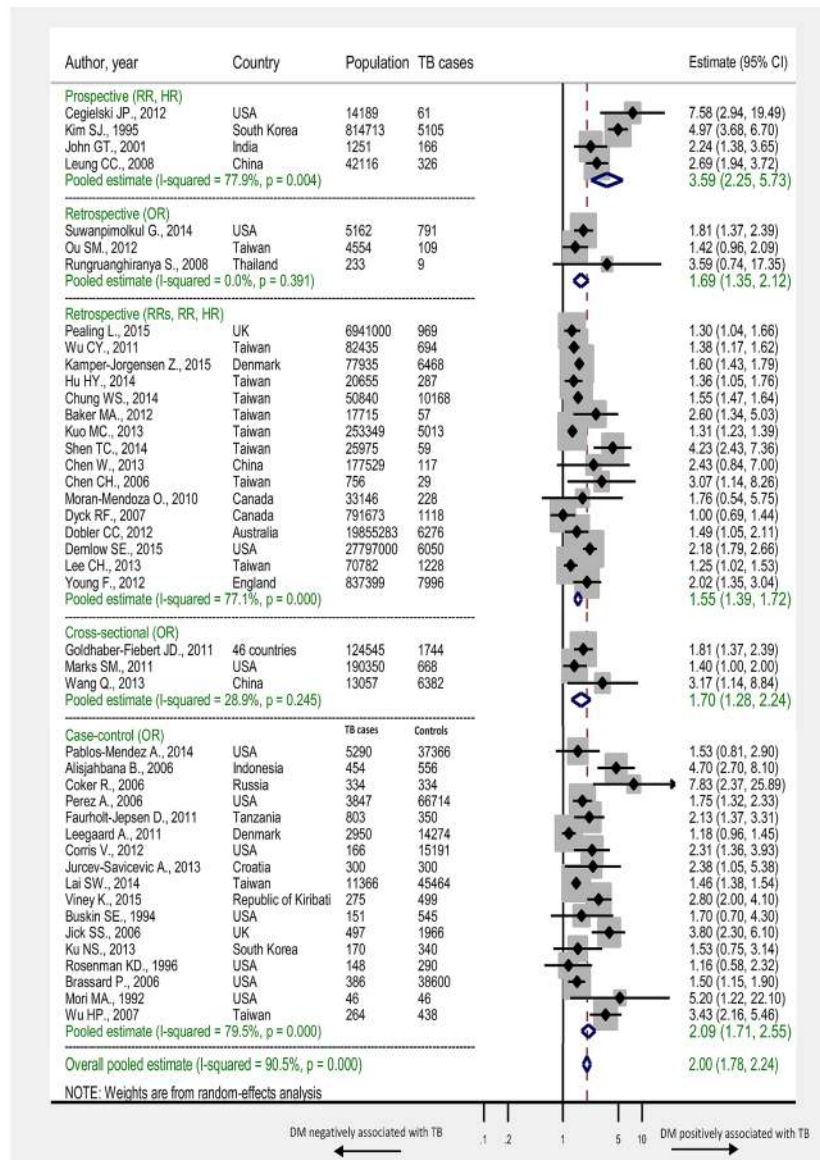 Author, year Country Population TB cases Estimate (95% CI)
Prospective (RR, HR)
Cegielski JP., 2012 USA 14189 61 7.58 (2.94, 19.49)
Kim SJ., 1995 South Korea 814713 5105 4.97 (3.68, 6.70)
John GT., 2001 India 1251 166 2.24 (1.38, 3.65)
Leung CC., 2008 China 42116 326 2.69 (1.94, 3.72)
Pooled estimate (I-squared = 77.9%, p = 0.004) 3.59 (2.25, 5.73)
Retrospective (OR)
Suwanpimolkul G., 2014 USA 5162 791 1.81 (1.37, 2.39)
Ou SM., 2012 Taiwan 4554 109 1.42 (0.96, 2.09)
Rungruanghiranya S., 2008 Thailand 233 9 3.59 (0.74, 17.35)
Pooled estimate (I-squared = 0.0%, p = 0.391) 1.69 (1.35, 2.12)
Retrospective (RRs, RR, HR)
Pealing L., 2015 UK 6941000 969 1.30 (1.04, 1.66)
Wu CY., 2011 Taiwan 82435 694 1.38 (1.17, 1.62)
Kamper-Jorgensen Z., 2015 Denmark 77935 6468 1.60 (1.43, 1.79)
Hu HY., 2014 Taiwan 20655 287 1.36 (1.05, 1.76)
Chung WS., 2014 Taiwan 50840 10168 1.55 (1.47, 1.64)
Baker MA., 2012 Taiwan 17715 57 2.60 (1.34, 5.03)
Kuo MC., 2013 Taiwan 253349 5013 1.31 (1.23, 1.39)
Shen TC., 2014 Taiwan 25975 59 4.23 (2.43, 7.36)
Chen W., 2013 China 177529 117 2.43 (0.84, 7.00)
Chen CH., 2006 Taiwan 756 29 3.07 (1.14, 8.26)
Moran-Mendoza O., 2010 Canada 33146 228 1.76 (0.54, 5.75)
Dyck RF., 2007 Canada 791673 1118 1.00 (0.69, 1.44)
Dobler CC, 2012 Australia 19855283 6276 1.49 (1.05, 2.11)
Demlow SE., 2015 USA 27797000 6050 2.18 (1.79, 2.66)
Lee CH., 2013 Taiwan 70782 1228 1.25 (1.02, 1.53)
Young F., 2012 England 837399 7996 2.02 (1.35, 3.04)
Pooled estimate (I-squared = 77.1%, p = 0.000) 1.55 (1.39, 1.72)
Cross-sectional (OR)
Goldhaber-Fiebert JD., 2011 46 countries 124545 1744 1.81 (1.37, 2.39)
Marks SM., 2011 USA 190350 668 1.40 (1.00, 2.00)
Wang Q., 2013 China 13057 6382 3.17 (1.14, 8.84)
Pooled estimate (I-squared = 28.9%, p = 0.245) 1.70 (1.28, 2.24)
Case-control (OR) TB cases Controls
Pablos-Mendez A., 2014 USA 5290 37366 1.53 (0.81, 2.90)
Alisjahbana B., 2006 Indonesia 454 556 4.70 (2.70, 8.10)
Coker R., 2006 Russia 334 334 7.83 (2.37, 25.89)
Perez A., 2006 USA 3847 66714 1.75 (1.32, 2.33)
Faurholt-Jepsen D., 2011 Tanzania 803 350 2.13 (1.37, 3.31)
Leegaard A., 2011 Denmark 2950 14274 1.18 (0.96, 1.45)
Corris V., 2012 USA 166 15191 2.31 (1.36, 3.93)
Jurcev-Savicevic A., 2013 Croatia 300 300 2.38 (1.05, 5.38)
Lai SW., 2014 Taiwan 11366 45464 1.46 (1.38, 1.54)
Viney K., 2015 Republic of Kiribati 275 499 2.80 (2.00, 4.10)
Buskin SE., 1994 USA 151 545 1.70 (0.70, 4.30)
Jick SS., 2006 UK 497 1966 3.80 (2.30, 6.10)
Ku NS., 2013 South Korea 170 340 1.53 (0.75, 3.14)
Rosenman KD., 1996 USA 148 290 1.16 (0.58, 2.32)
Brassard P., 2006 USA 386 38600 1.50 (1.15, 1.90)
Mori MA., 1992 USA 46 46 5.20 (1.22, 22.10)
Wu HP., 2007 Taiwan 264 438 3.43 (2.16, 5.46)
Pooled estimate (I-squared = 79.5%, p = 0.000) 2.09 (1.71, 2.55)
Overall pooled estimate (I-squared = 90.5%, p = 0.000) 2.00 (1.78, 2.24)
NOTE: Weights are from random-effects analysis
DM negatively associated with TB .1 .2 1 5 10 DM positively associated with TB